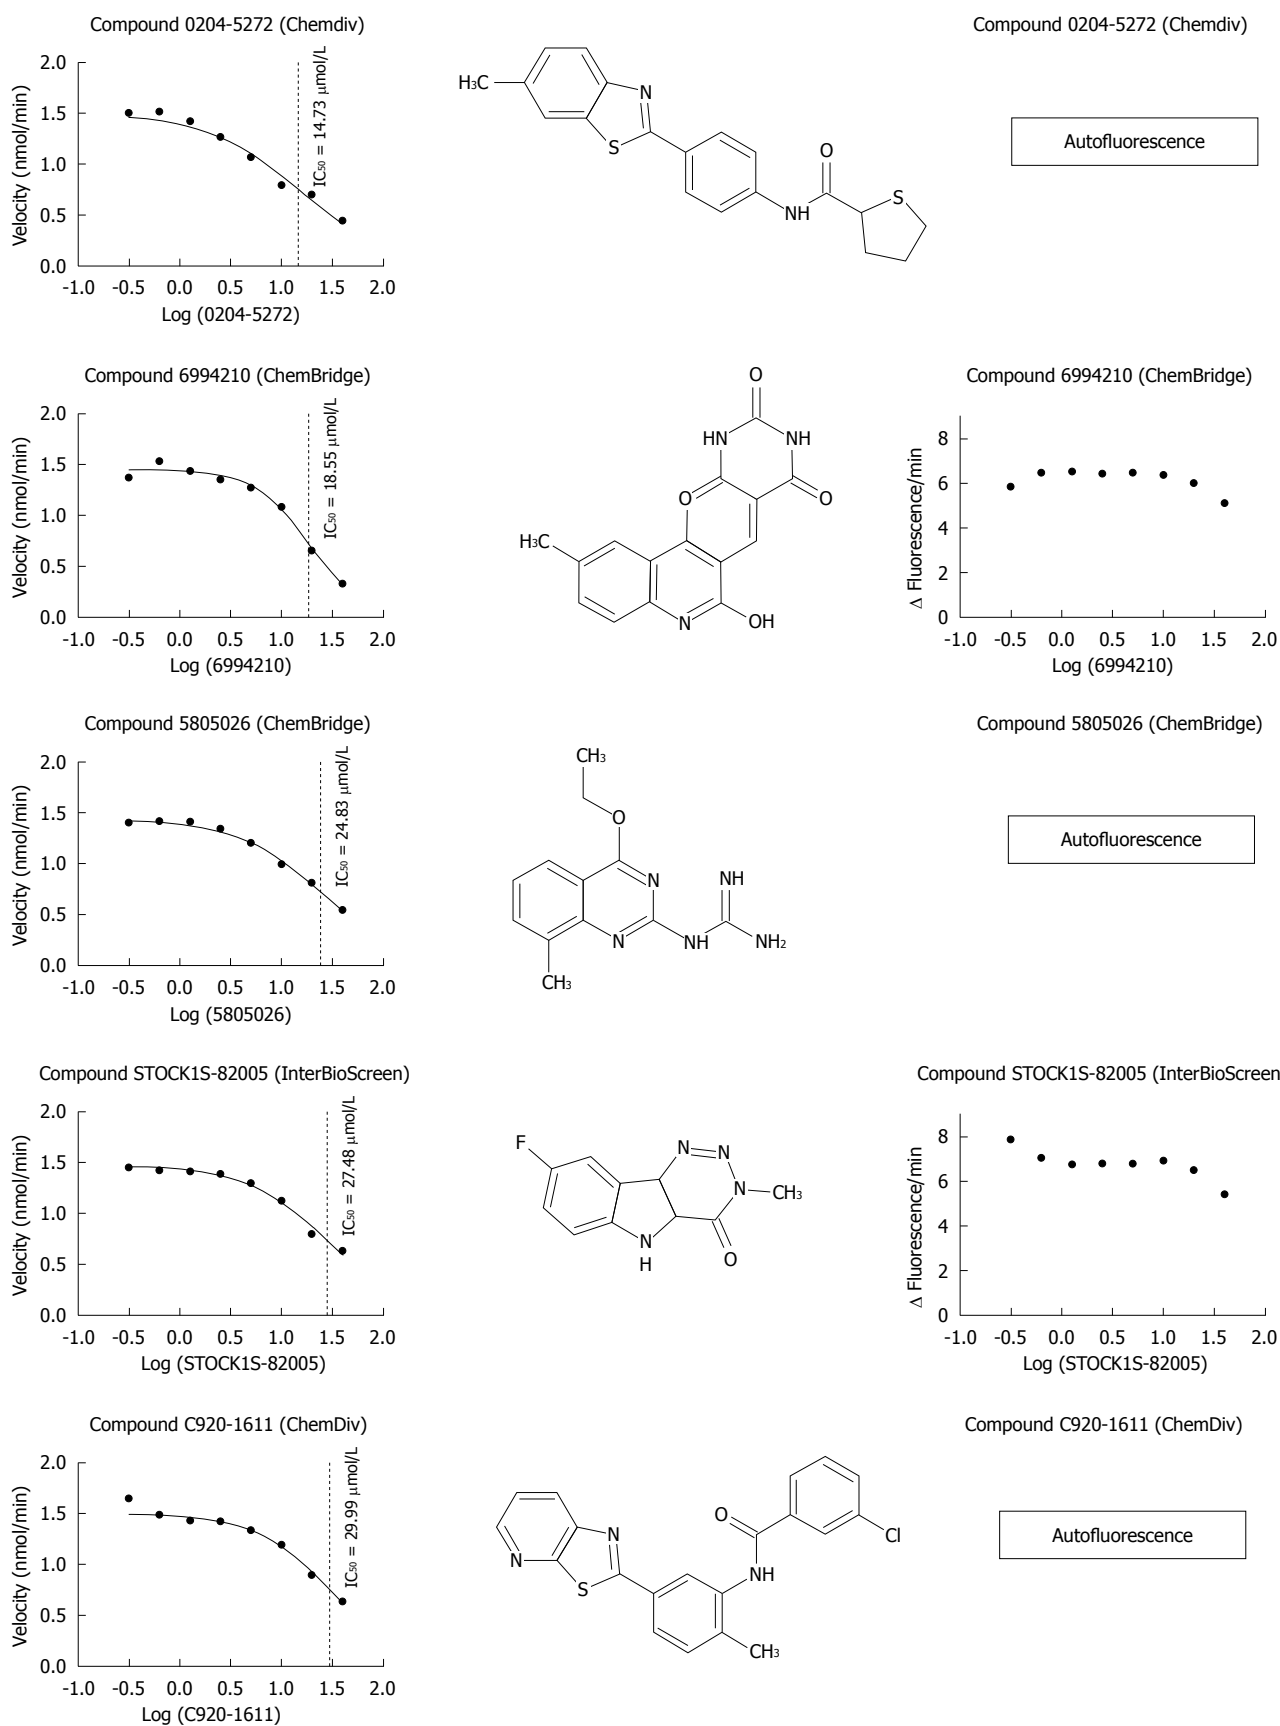 Compound 0204-5272 (Chemdiv)
2.0
1.5
1.0
0.5
0.0
Velocity (nmol/min)
IC50 = 14.73 μmol/L
-1.0 -0.5 0.0 0.5 1.0 1.5 2.0
Log (0204-5272)
H3C
N
S
O
NH
S
Compound 0204-5272 (Chemdiv)
Autofluorescence
Compound 6994210 (ChemBridge)
2.0
1.5
1.0
0.5
0.0
Velocity (nmol/min)
IC50 = 18.55 μmol/L
-1.0 -0.5 0.0 0.5 1.0 1.5 2.0
Log (6994210)
O
HN
NH
O
O
H3C
N
OH
Compound 6994210 (ChemBridge)
8
6
4
2
0
Δ Fluorescence/min
-1.0 -0.5 0.0 0.5 1.0 1.5 2.0
Log (6994210)
Compound 5805026 (ChemBridge)
2.0
1.5
1.0
0.5
0.0
Velocity (nmol/min)
IC50 = 24.83 μmol/L
-1.0 -0.5 0.0 0.5 1.0 1.5 2.0
Log (5805026)
CH3
O
N
NH
N
NH
NH2
CH3
Compound 5805026 (ChemBridge)
Autofluorescence
Compound STOCK1S-82005 (InterBioScreen)
2.0
1.5
1.0
0.5
0.0
Velocity (nmol/min)
IC50 = 27.48 μmol/L
-1.0 -0.5 0.0 0.5 1.0 1.5 2.0
Log (STOCK1S-82005)
F
N
N
N
CH3
N
H
O
Compound STOCK1S-82005 (InterBioScreen
8
6
4
2
0
Δ Fluorescence/min
-1.0 -0.5 0.0 0.5 1.0 1.5 2.0
Log (STOCK1S-82005)
Compound C920-1611 (ChemDiv)
2.0
1.5
1.0
0.5
0.0
Velocity (nmol/min)
IC50 = 29.99 μmol/L
-1.0 -0.5 0.0 0.5 1.0 1.5 2.0
Log (C920-1611)
O
Cl
N
N
NH
S
CH3
Compound C920-1611 (ChemDiv)
Autofluorescence